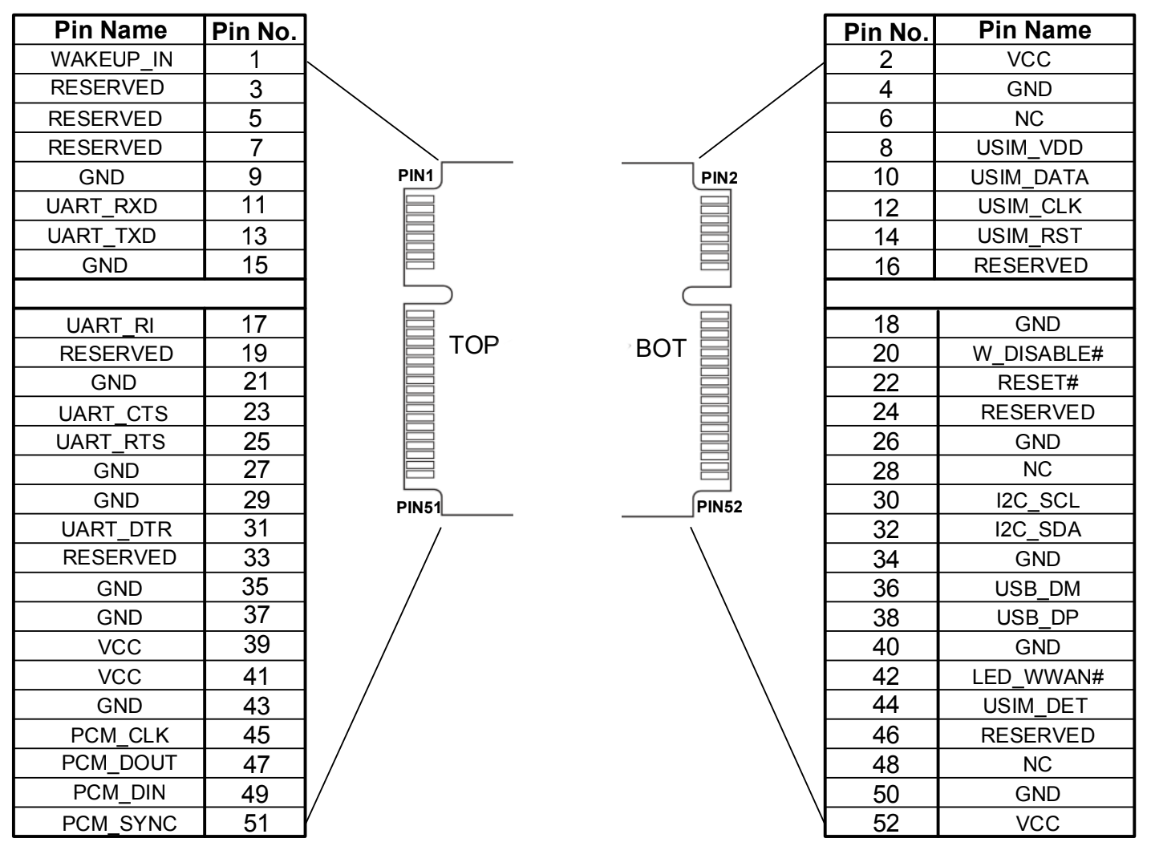 Pin Name Pin No.
WAKEUP_IN 1
RESERVED 3
RESERVED 5
RESERVED 7
GND 9
UART_RXD 11
UART_TXD 13
GND 15
UART_RI 17
RESERVED 19
GND 21
UART_CTS 23
UART_RTS 25
GND 27
GND 29
UART_DTR 31
RESERVED 33
GND 35
GND 37
VCC 39
VCC 41
GND 43
PCM_CLK 45
PCM_DOUT 47
PCM_DIN 49
PCM_SYNC 51
PIN1
TOP
PIN51
PIN2
BOT
PIN52
Pin No. Pin Name
2 VCC
4 GND
6 NC
8 USIM_VDD
10 USIM_DATA
12 USIM_CLK
14 USIM_RST
16 RESERVED
18 GND
20 W_DISABLE#
22 RESET#
24 RESERVED
26 GND
28 NC
30 I2C_SCL
32 I2C_SDA
34 GND
36 USB_DM
38 USB_DP
40 GND
42 LED_WWAN#
44 USIM_DET
46 RESERVED
48 NC
50 GND
52 VCC